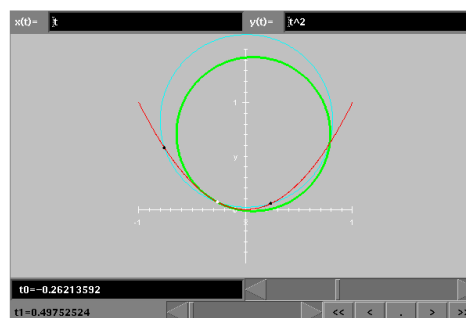 x(t)= t y(t)= t^2
1
y
-1 1
t0=-0.26213592
t1=0.49752524 << < . > >>